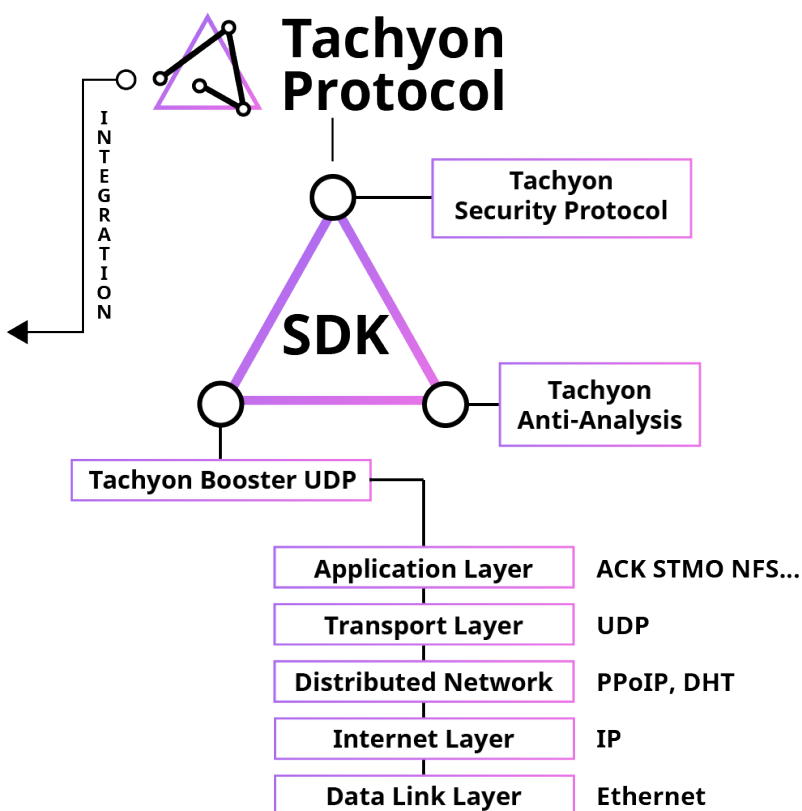 Tachyon
Protocol
INTEGRATION
Tachyon
Security Protocol
SDK
Tachyon
Anti-Analysis
Tachyon Booster UDP
Application Layer ACK STMO NFS...
Transport Layer UDP
Distributed Network PPoIP, DHT
Internet Layer IP
Data Link Layer Ethernet